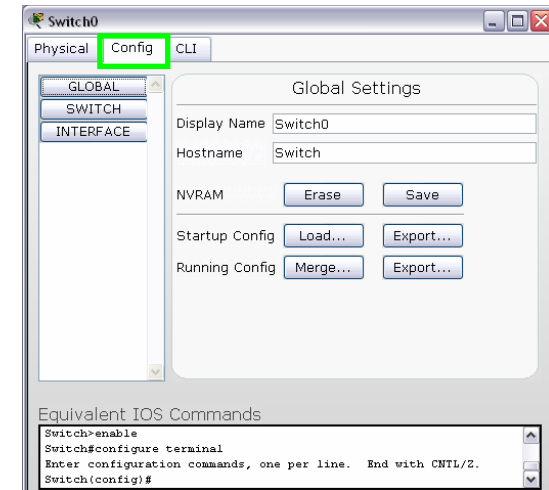 Switch0
Physical Config CLI
GLOBAL
SWITCH
INTERFACE
Global Settings
Display Name Switch0
Hostname Switch
NVRAM Erase Save
Startup Config Load... Export...
Running Config Merge... Export...
Equivalent IOS Commands
Switch>enable
Switch#configure terminal
Enter configuration commands, one per line.  End with CNTL/Z.
Switch(config)#